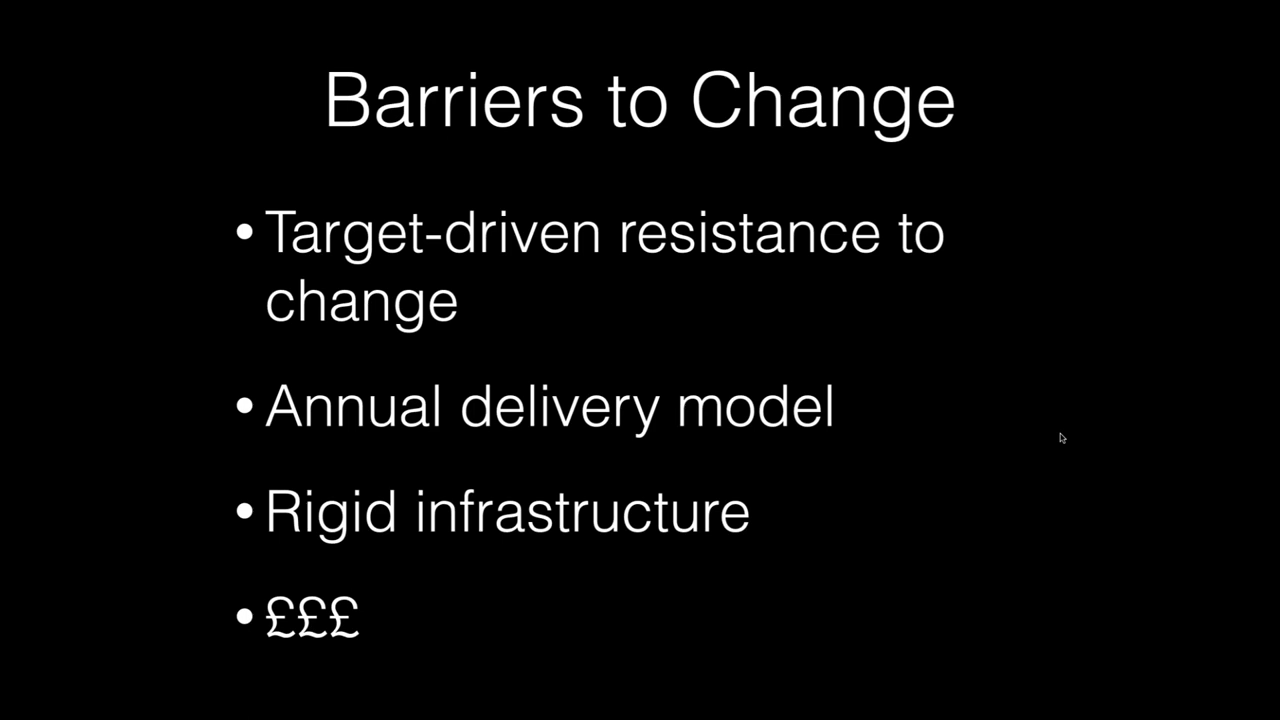 Barriers to Change
• Target-driven resistance to
change
• Annual delivery model
• Rigid infrastructure
• £££